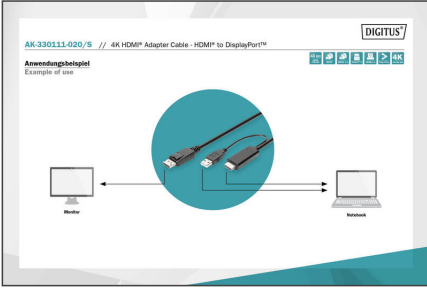 DIGITUS®
AK-330111-020/S // 4K HDMI® Adapter Cable - HDMI® to DisplayPort™
Anwendungsbeispiel
Example of use
4K
Monitor
Notebook